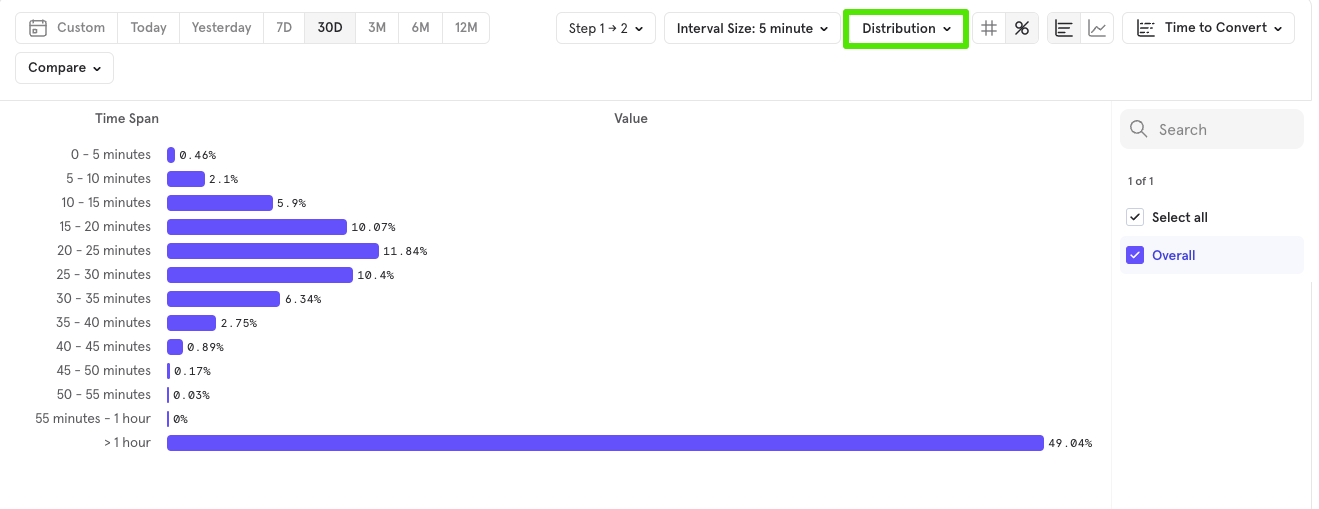 Custom Today Yesterday 7D 30D 3M 6M 12M Step 1 → 2 Interval Size: 5 minute Distribution # % Time to Convert
Compare
Time Span Value
0 - 5 minutes 0.46%
5 - 10 minutes 2.1%
10 - 15 minutes 5.9%
15 - 20 minutes 10.07%
20 - 25 minutes 11.84%
25 - 30 minutes 10.4%
30 - 35 minutes 6.34%
35 - 40 minutes 2.75%
40 - 45 minutes 0.89%
45 - 50 minutes 0.17%
50 - 55 minutes 0.03%
55 minutes - 1 hour 0%
> 1 hour 49.04%
Search
1 of 1
Select all
Overall